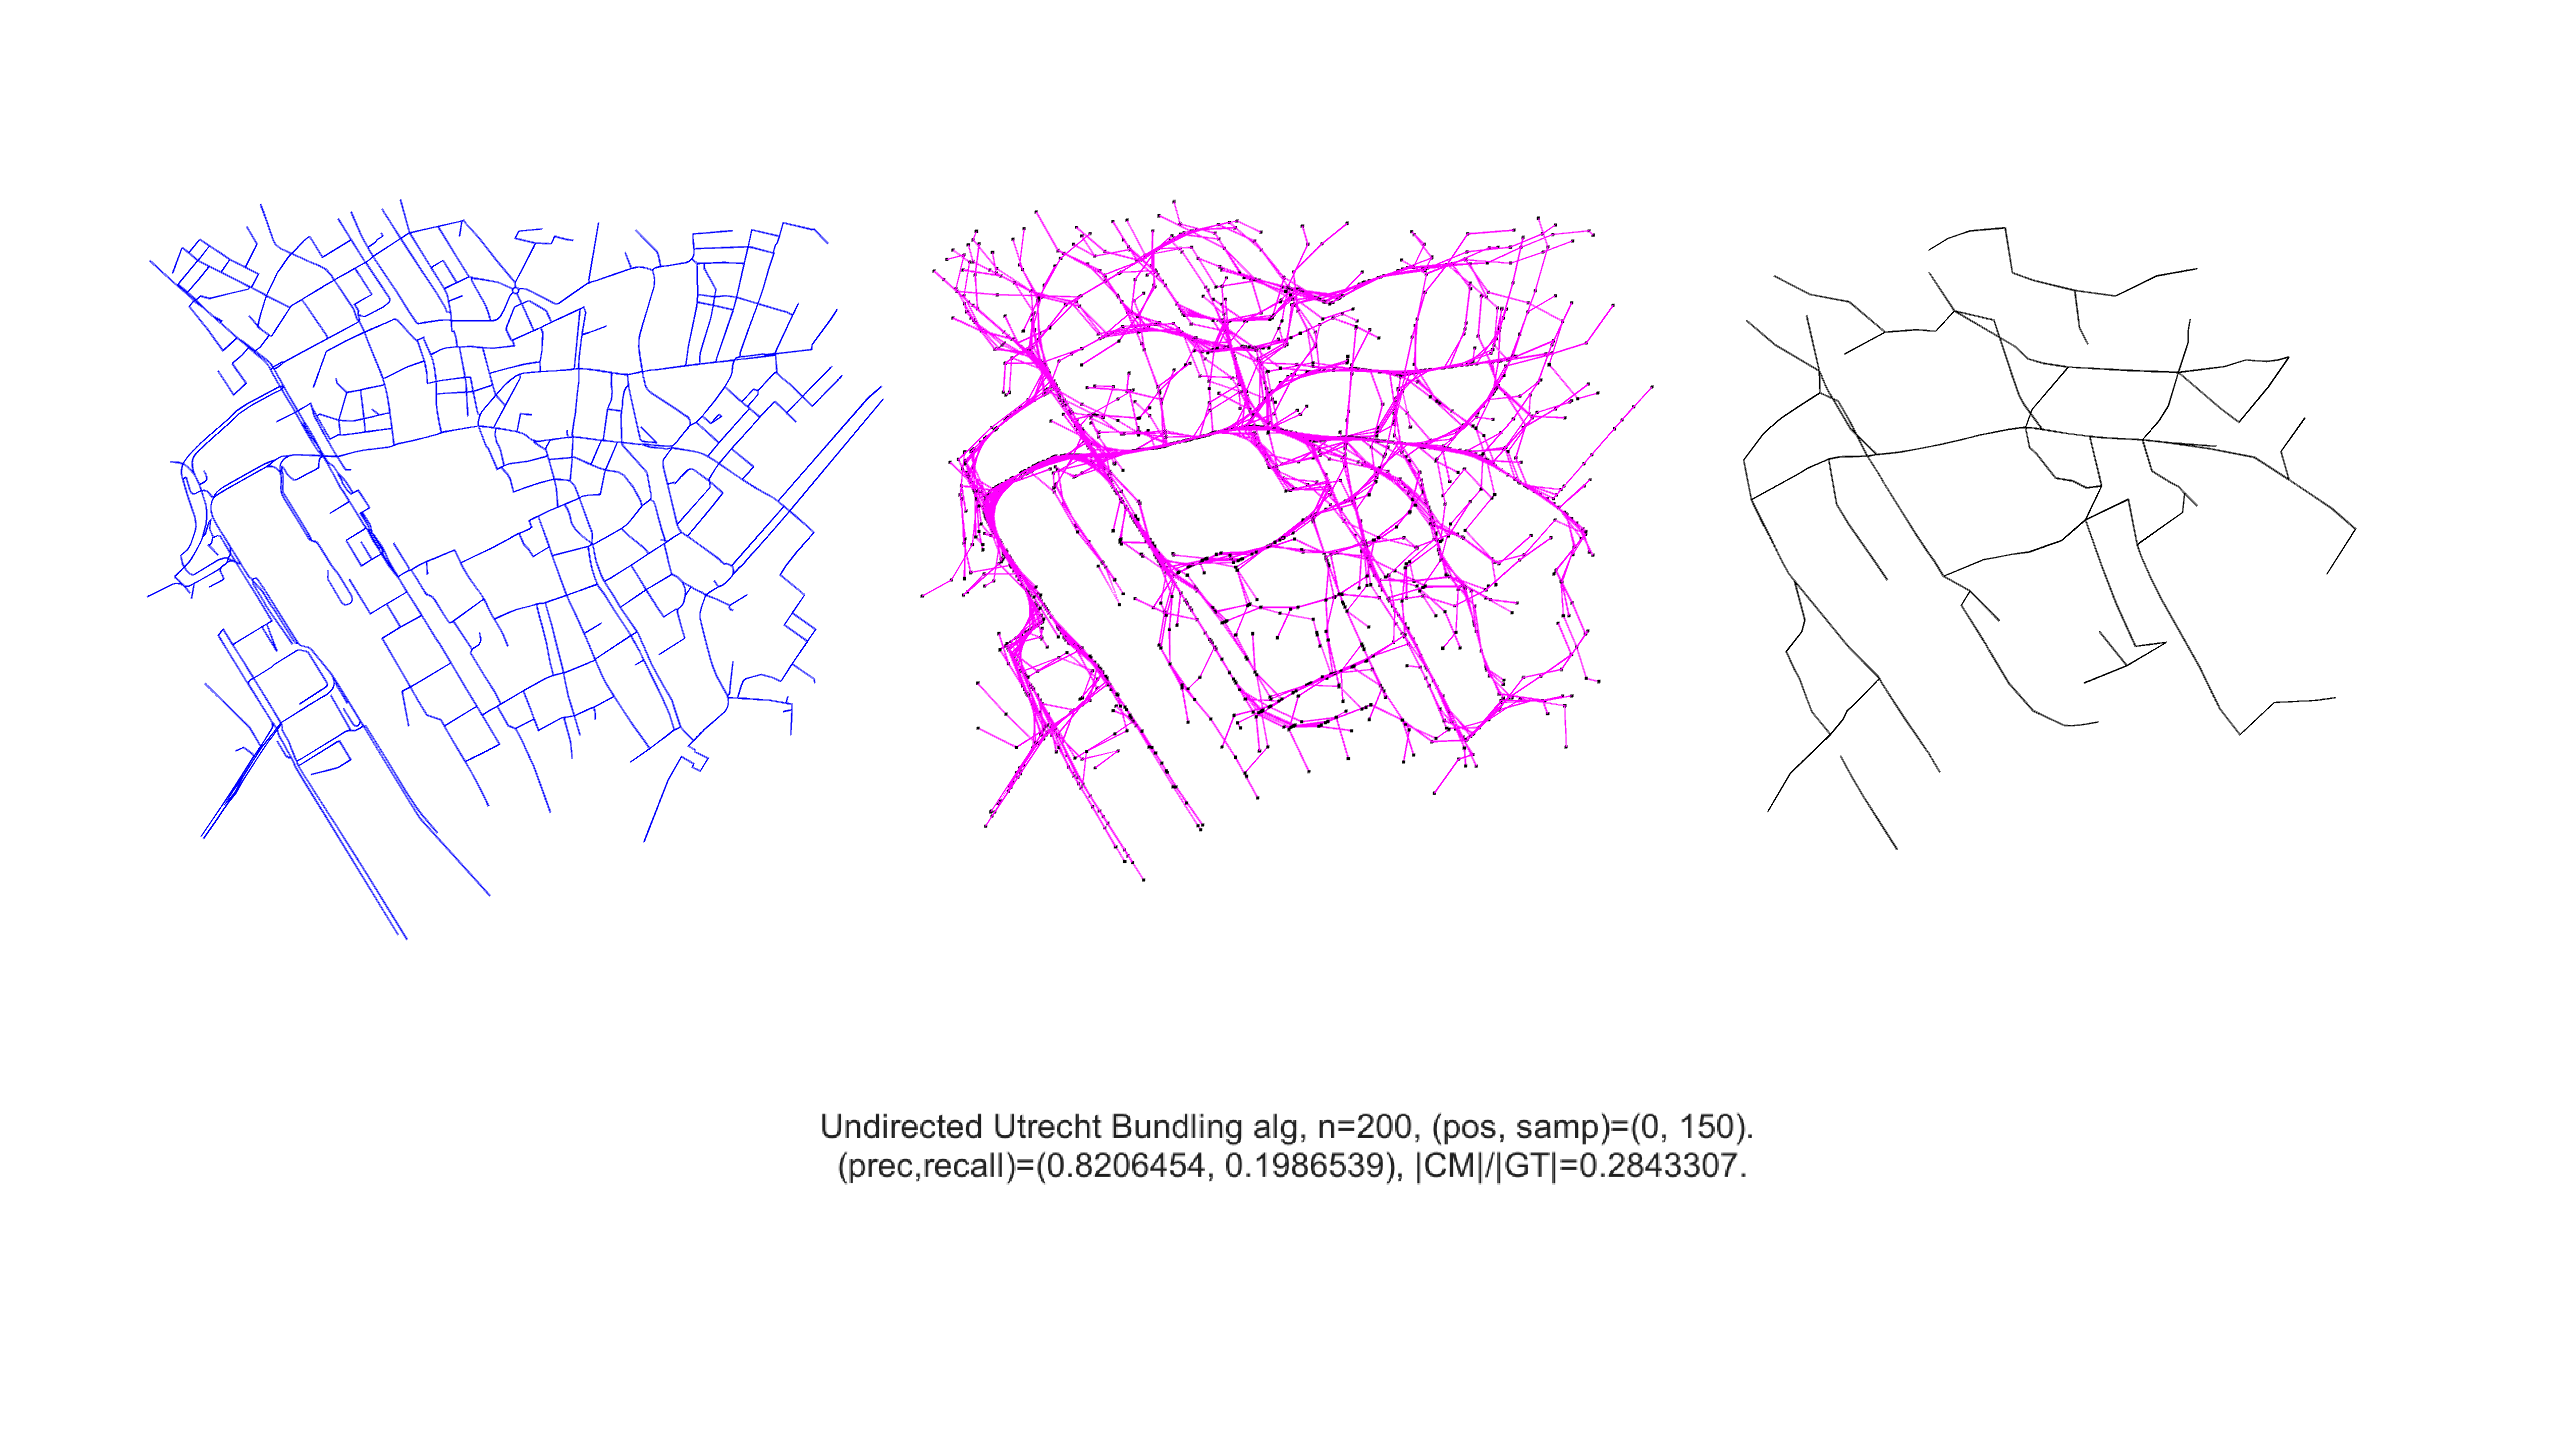 Undirected Utrecht Bundling alg, n=200, (pos, samp)=(0, 150).
(prec,recall)=(0.8206454, 0.1986539), |CM|/|GT|=0.2843307.